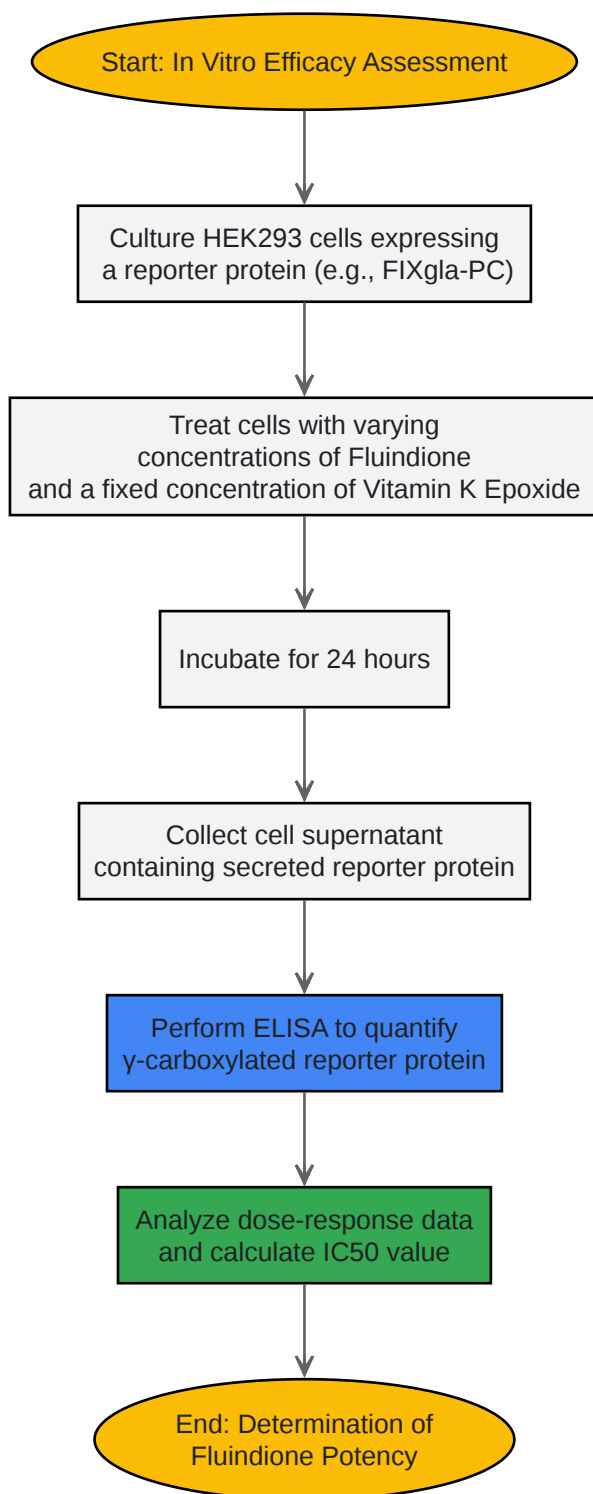 Start: In Vitro Efficacy Assessment
Culture HEK293 cells expressing
a reporter protein (e.g., FIXgla-PC)
Treat cells with varying
concentrations of Fluindione
and a fixed concentration of Vitamin K Epoxide
Incubate for 24 hours
Collect cell supernatant
containing secreted reporter protein
Perform ELISA to quantify
γ-carboxylated reporter protein
Analyze dose-response data
and calculate IC50 value
End: Determination of
Fluindione Potency